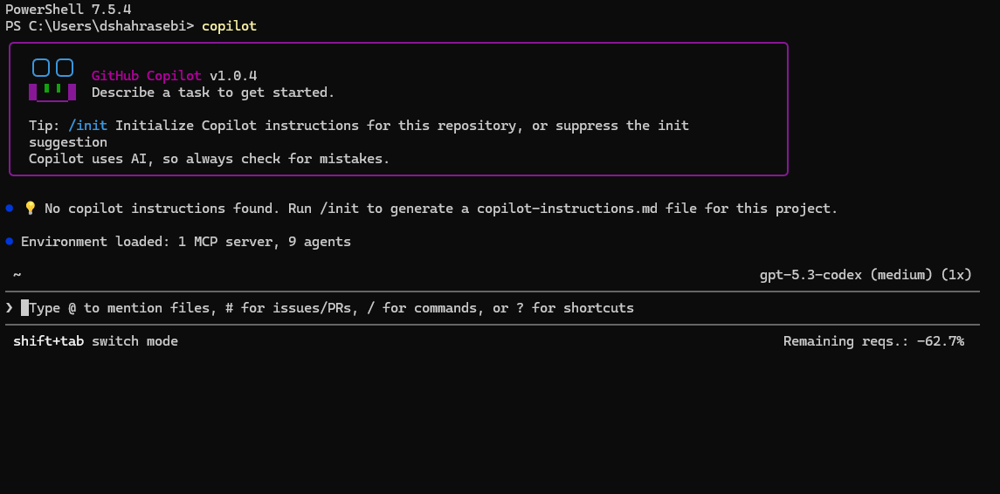 PowerShell 7.5.4
PS C:\Users\dshahrasebi> copilot
GitHub Copilot v1.0.4
Describe a task to get started.
Tip: /init Initialize Copilot instructions for this repository, or suppress the init
suggestion
Copilot uses AI, so always check for mistakes.
● 💡 No copilot instructions found. Run /init to generate a copilot-instructions.md file for this project.
● Environment loaded: 1 MCP server, 9 agents
~ gpt-5.3-codex (medium) (1x)
❯ Type @ to mention files, # for issues/PRs, / for commands, or ? for shortcuts
shift+tab switch mode Remaining reqs.: -62.7%